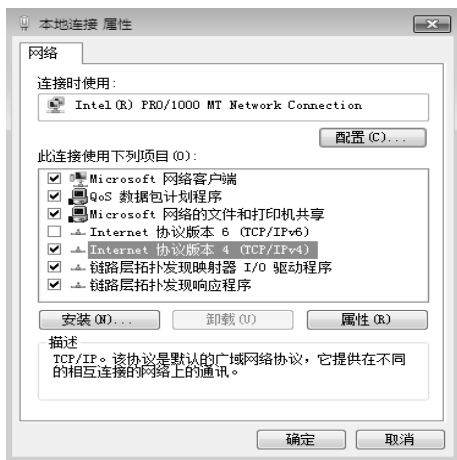 本地连接 属性
网络
连接时使用:
Intel(R) PRO/1000 MT Network Connection
配置(C)...
此连接使用下列项目(O):
Microsoft 网络客户端
QoS 数据包计划程序
Microsoft 网络的文件和打印机共享
Internet 协议版本 6 (TCP/IPv6)
Internet 协议版本 4 (TCP/IPv4)
链路层拓扑发现映射器 I/O 驱动程序
链路层拓扑发现响应程序
安装(N)... 卸载(U) 属性(R)
描述
TCP/IP。该协议是默认的广域网络协议，它提供在不同
的相互连接的网络上的通讯。
确定 取消